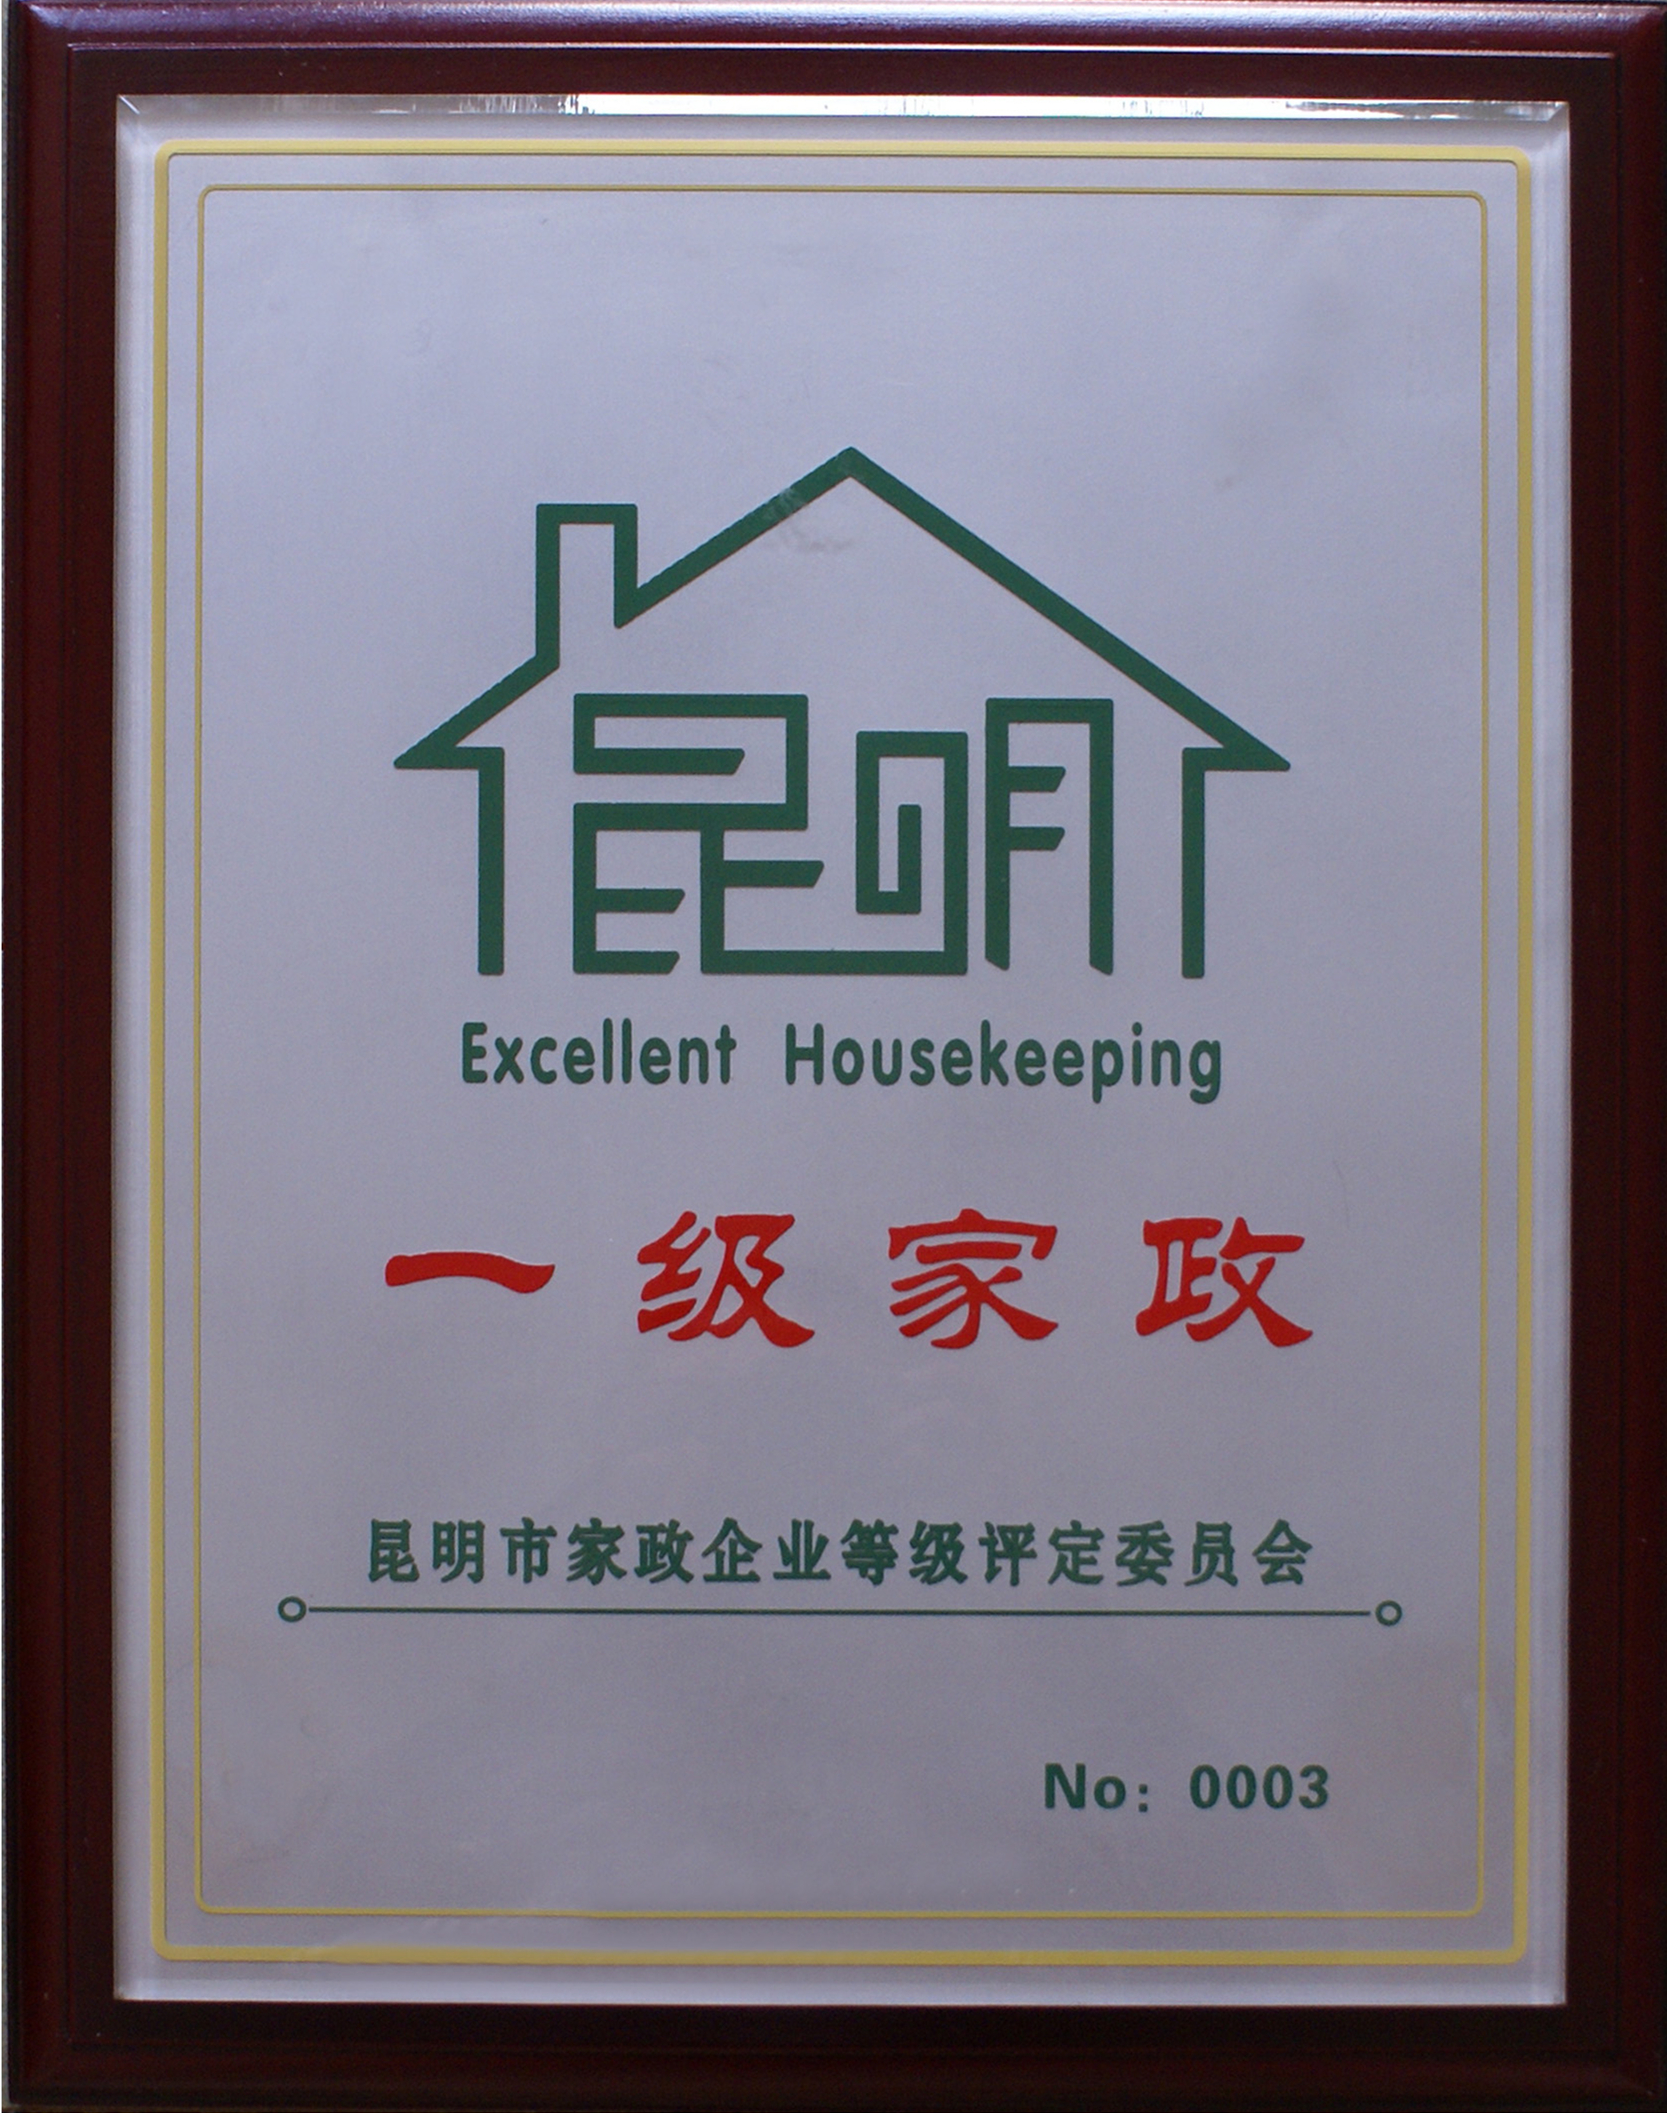 昆明
Excellent Housekeeping
一级家政
昆明市家政企业等级评定委员会
No: 0003